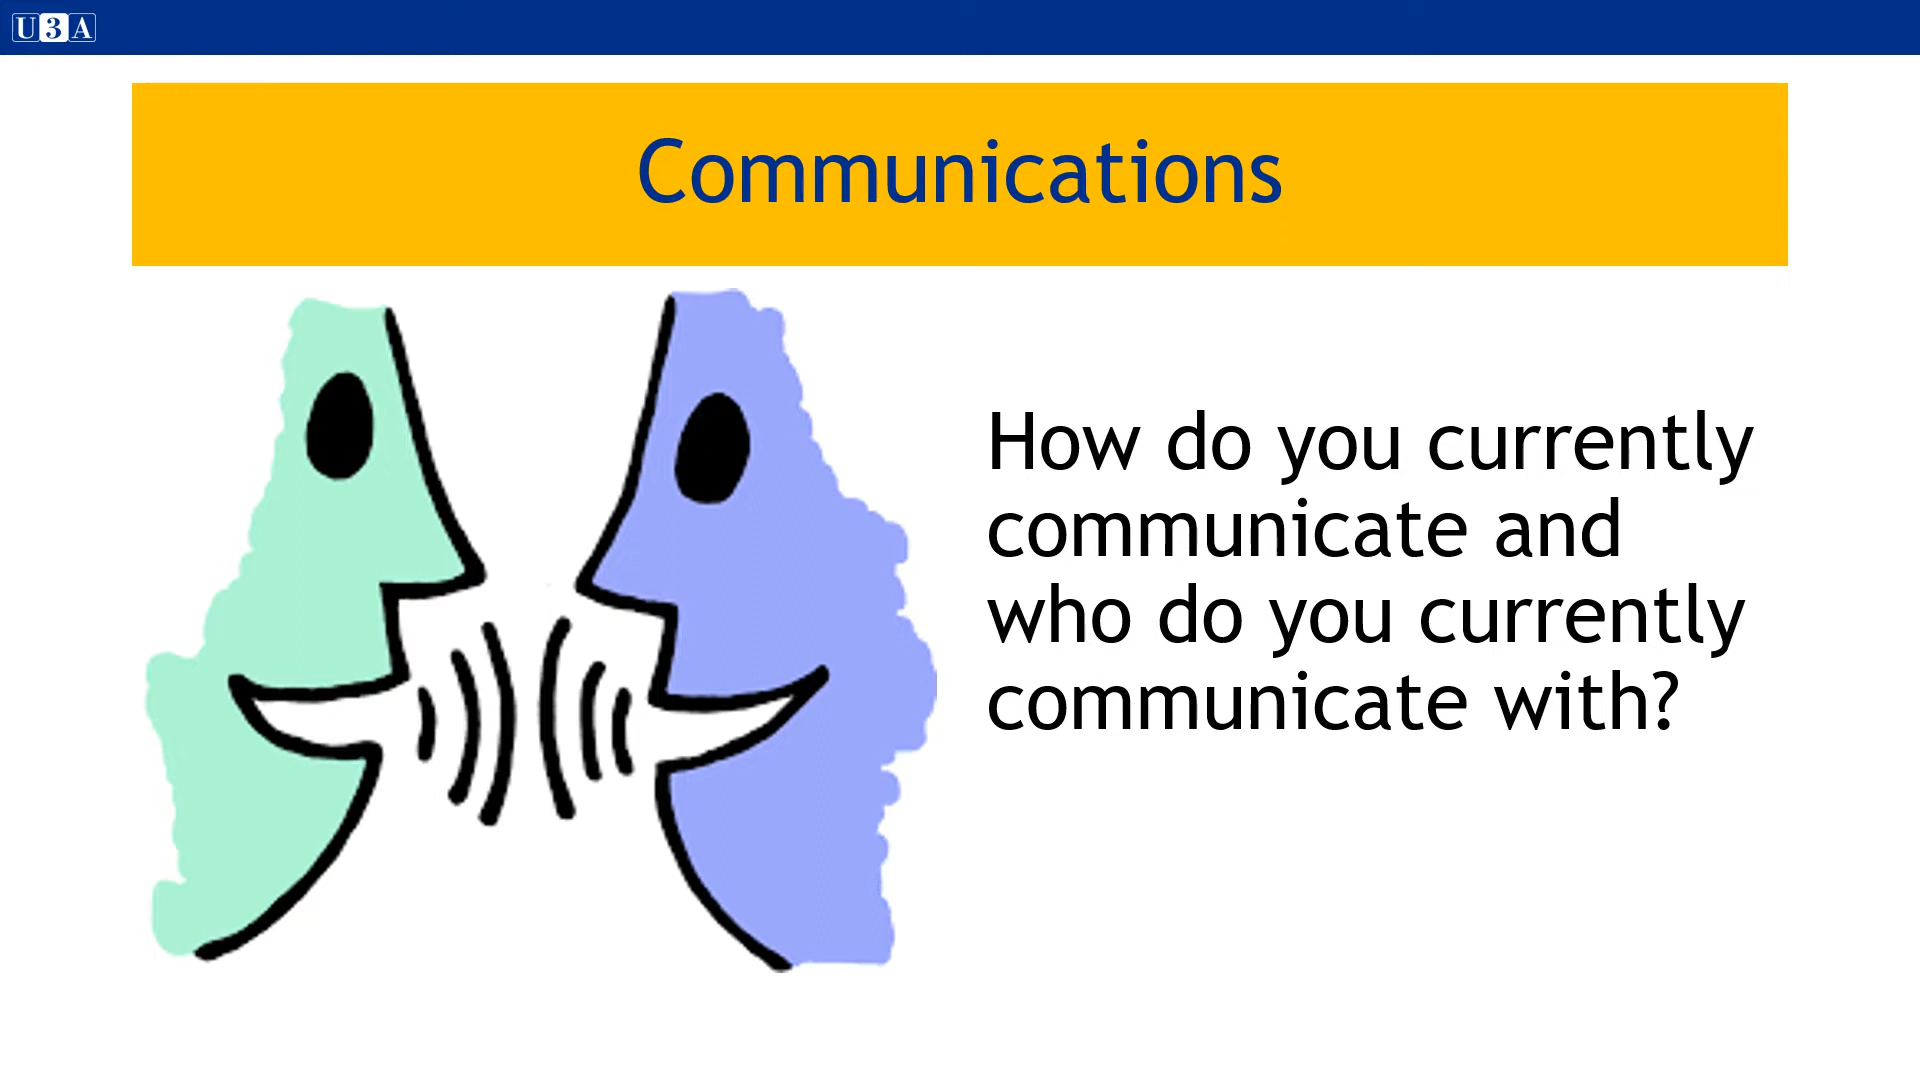 U3A
Communications
How do you currently
communicate and
who do you currently
communicate with?